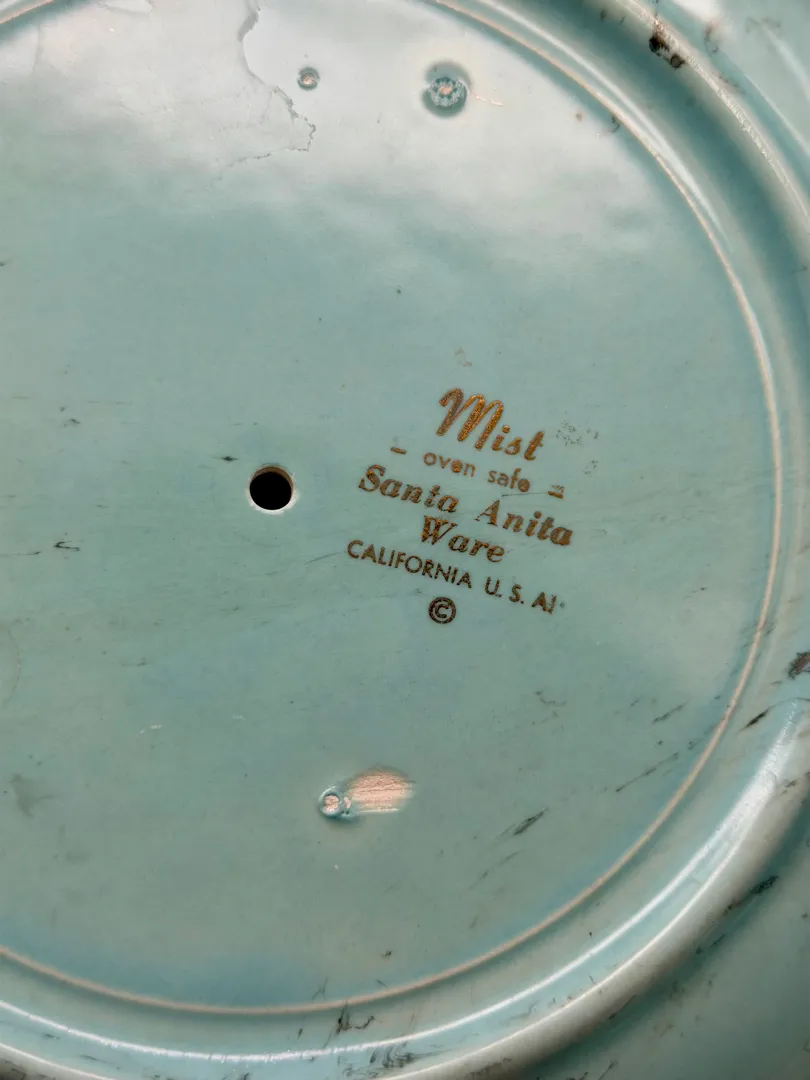 Mist
- oven safe -
Santa Anita
Ware
CALIFORNIA U. S. A.
©